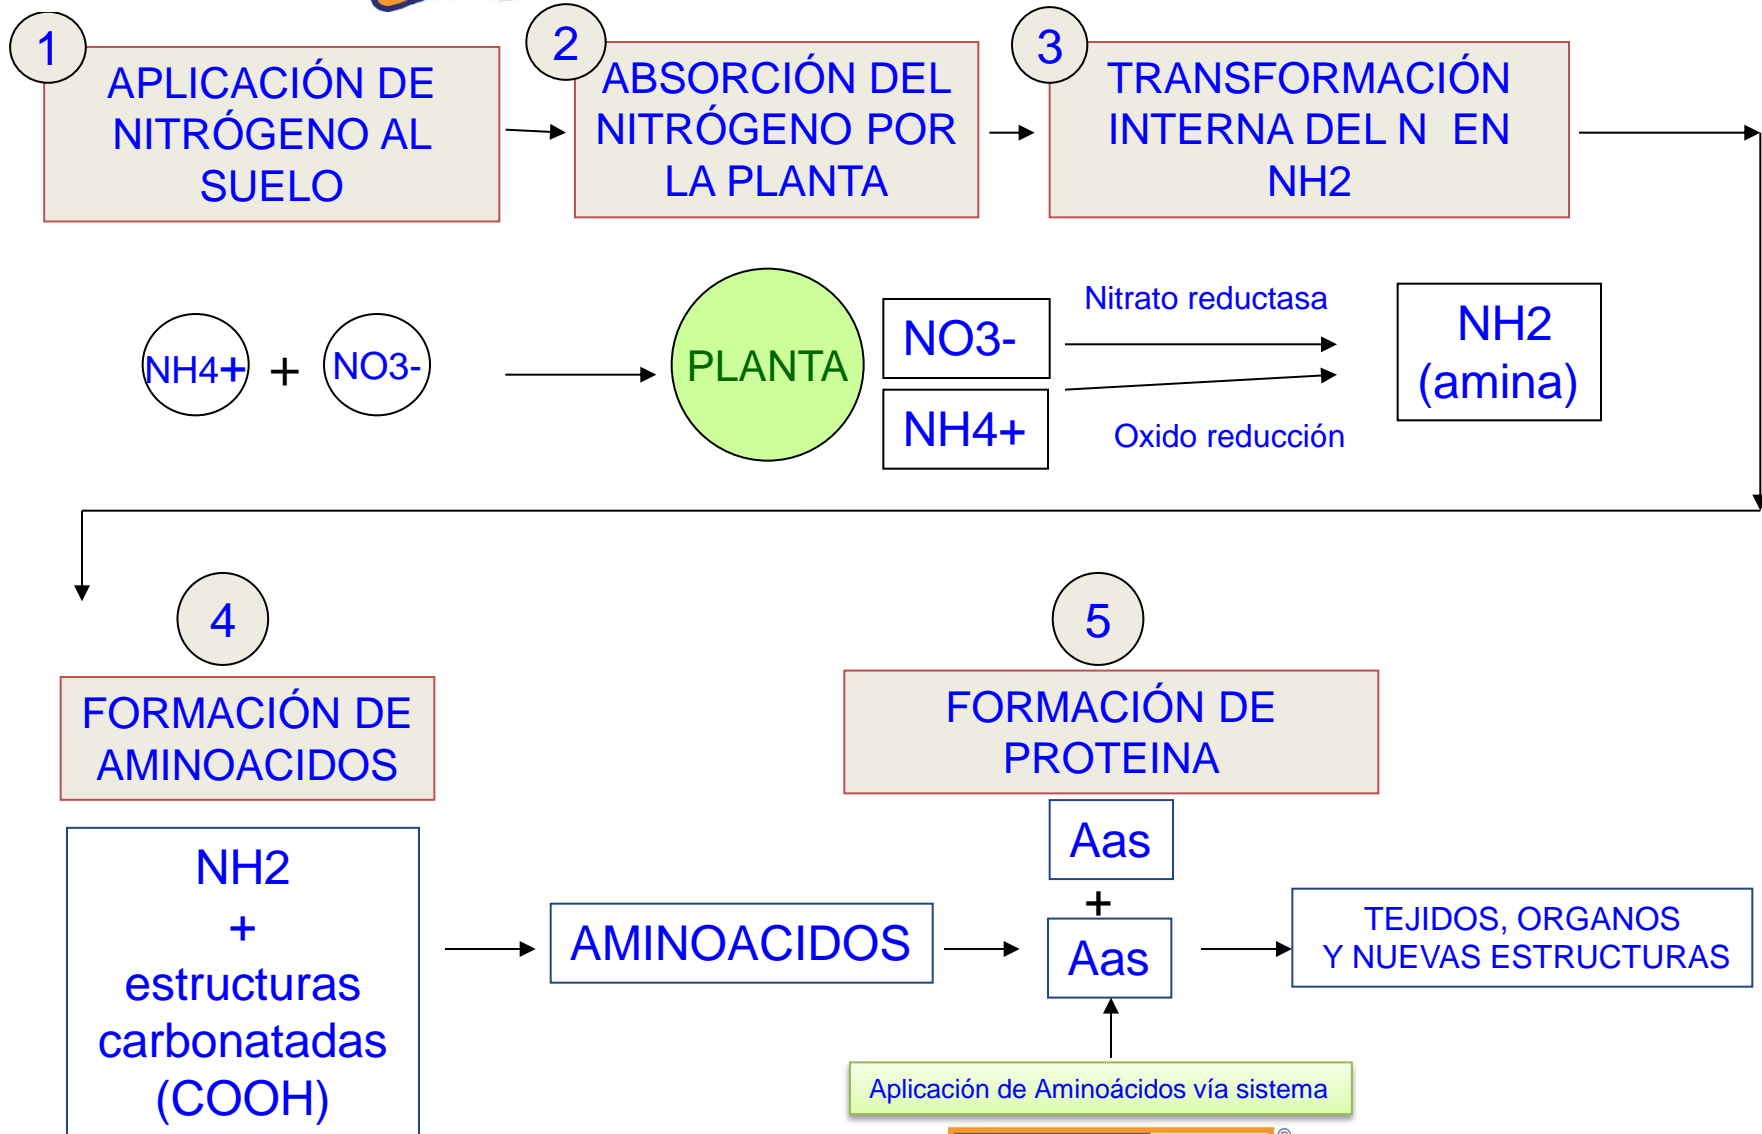 1
APLICACIÓN DE
NITRÓGENO AL
SUELO
2
ABSORCIÓN DEL
NITRÓGENO POR
LA PLANTA
3
TRANSFORMACIÓN
INTERNA DEL N EN
NH2
NH4+
+
NO3-
PLANTA
NO3-
NH4+
Nitrato reductasa
Oxido reducción
NH2
(amina)
4
FORMACIÓN DE
AMINOACIDOS
NH2
+
estructuras
carbonatadas
(COOH)
AMINOACIDOS
5
FORMACIÓN DE
PROTEINA
Aas
+
Aas
TEJIDOS, ORGANOS
Y NUEVAS ESTRUCTURAS
Aplicación de Aminoácidos vía sistema
®